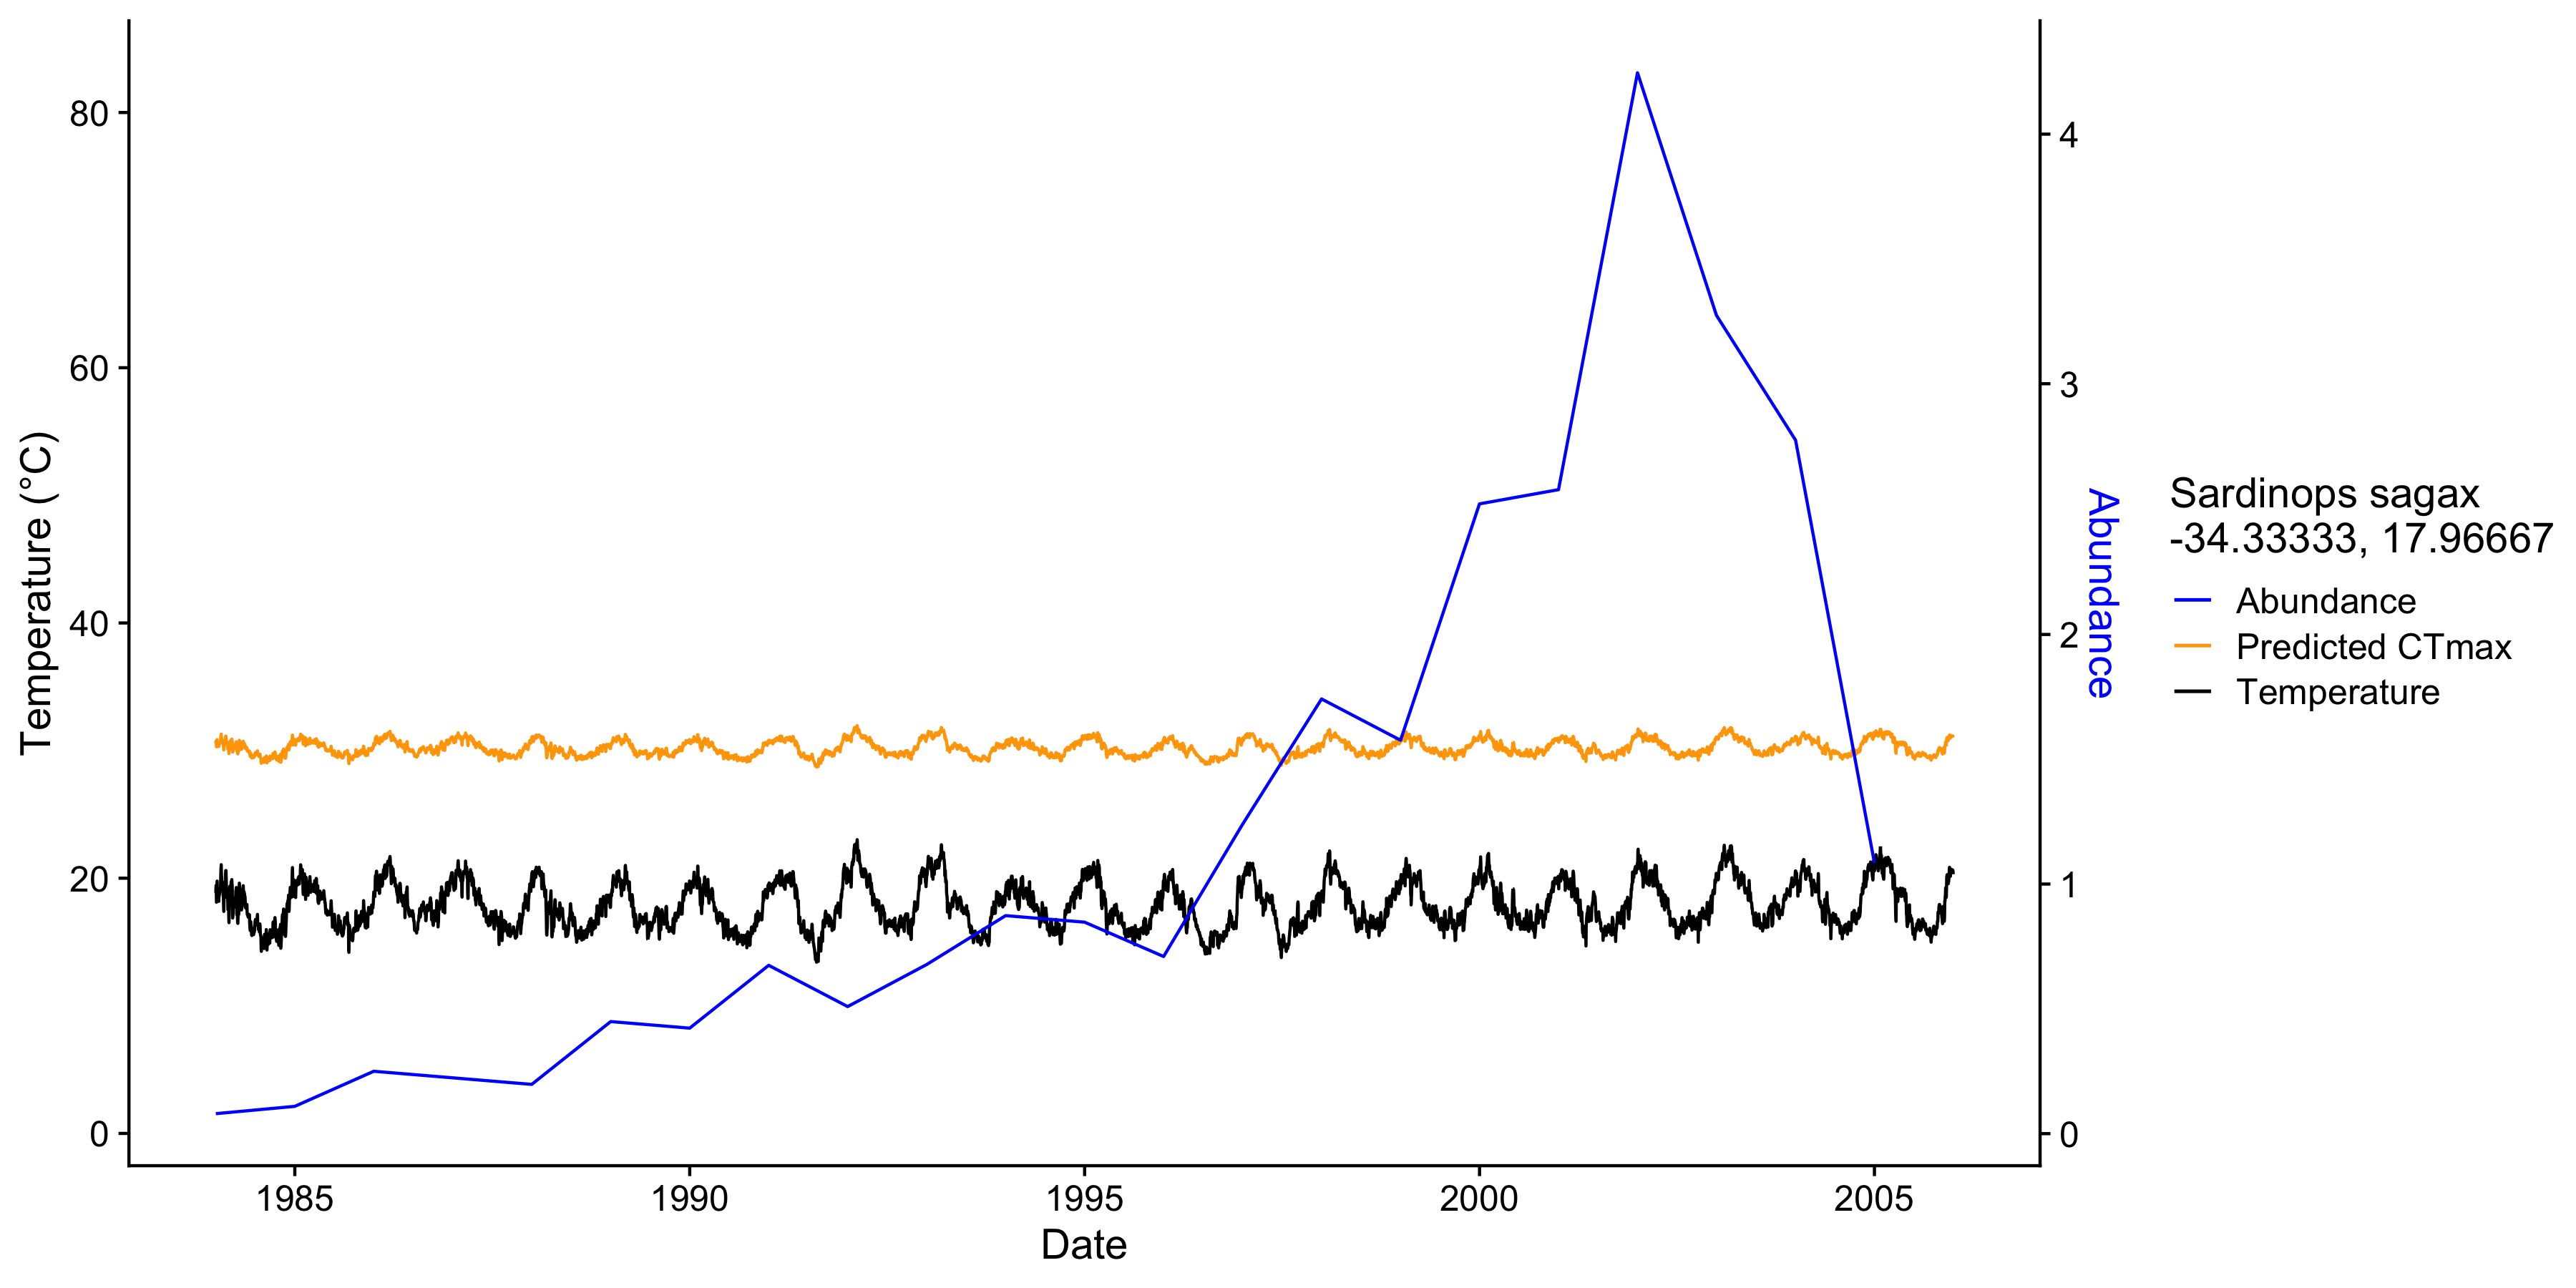 Temperature (°C)
80
60
40
20
0
1985
1990
1995
2000
2005
Date
4
3
2
1
0
Abundance
Sardinops sagax
-34.33333, 17.96667
Abundance
Predicted CTmax
Temperature